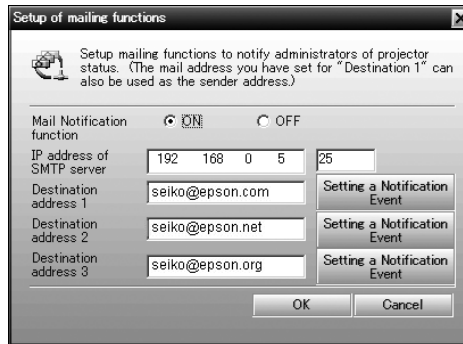 Setup of mailing functions
Setup mailing functions to notify administrators of projector
status. (The mail address you have set for "Destination 1" can
also be used as the sender address.)
Mail Notification
function
ON
OFF
IP address of
SMTP server
192 168 0 5
25
Destination
address 1
seiko@epson.com
Setting a Notification
Event
Destination
address 2
seiko@epson.net
Setting a Notification
Event
Destination
address 3
seiko@epson.org
Setting a Notification
Event
OK
Cancel